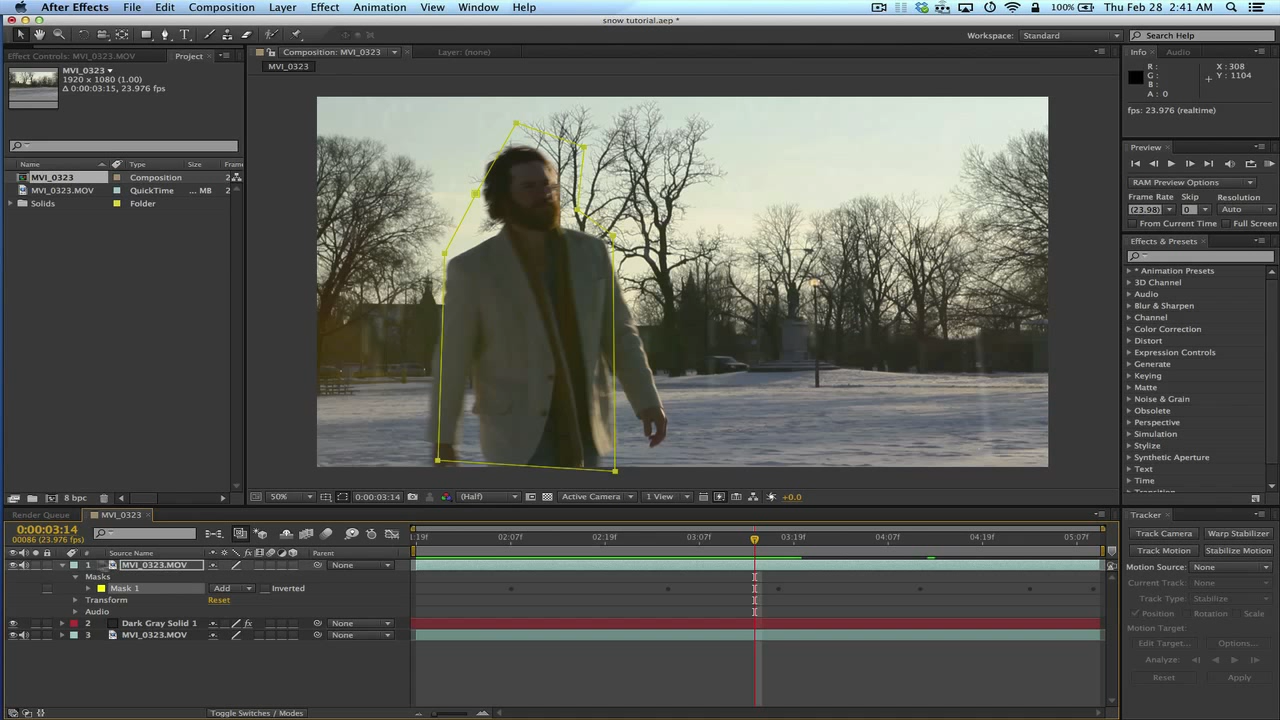 After Effects File Edit Composition Layer Effect Animation View Window Help 100% Thu Feb 28 2:41 AM
snow tutorial.aep *
Workspace: Standard Search Help
Effect Controls: MVI_0323.MOV Project Composition: MVI_0323 Layer: (none) Info Audio
MVI_0323
MVI_0323
1920 x 1080 (1.00)
Δ 0:00:03:15, 23.976 fps
R :
G :
B :
A : 0
X : 308
Y : 1104
fps: 23.976 (realtime)
Preview
RAM Preview Options
Frame Rate Skip Resolution
(23.98) 0 Auto
From Current Time Full Screen
Name Type Size Frame
MVI_0323 Composition 2
MVI_0323.MOV QuickTime ... MB 2
Solids Folder
Effects & Presets
* Animation Presets
3D Channel
Audio
Blur & Sharpen
Channel
Color Correction
Distort
Expression Controls
Generate
Keying
Matte
Noise & Grain
Obsolete
Perspective
Simulation
Stylize
Synthetic Aperture
Text
Time
Transition
8 bpc
50% 0:00:03:14 (Half) Active Camera 1 View +0.0
Render Queue MVI_0323
0:00:03:14
00086 (23.976 fps)
:19f 02:07f 02:19f 03:07f 03:19f 04:07f 04:19f 05:07f
# Source Name Parent
1 MVI_0323.MOV None
Masks
Mask 1 Add Inverted
Transform Reset
Audio
2 Dark Gray Solid 1 None
3 MVI_0323.MOV None
Toggle Switches / Modes
Tracker
Track Camera Warp Stabilizer
Track Motion Stabilize Motion
Motion Source: None
Current Track: None
Track Type: Stabilize
Position Rotation Scale
Motion Target:
Edit Target... Options...
Analyze:
Reset Apply